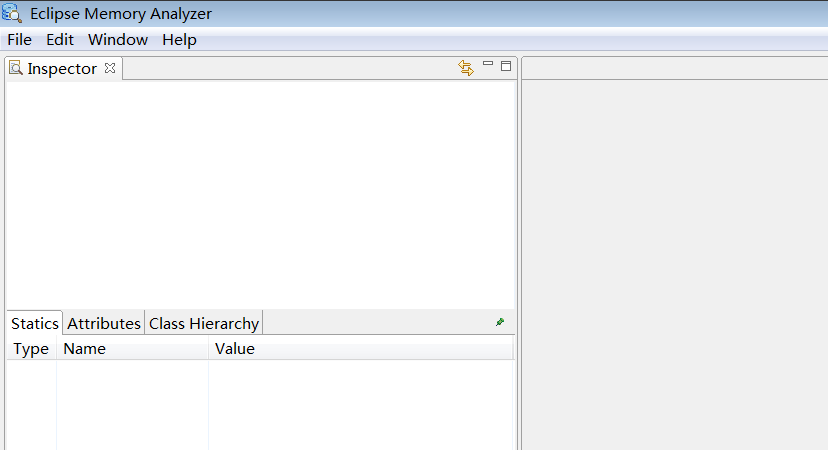 Eclipse Memory Analyzer
File Edit Window Help
Inspector
Statics Attributes Class Hierarchy
Type Name Value